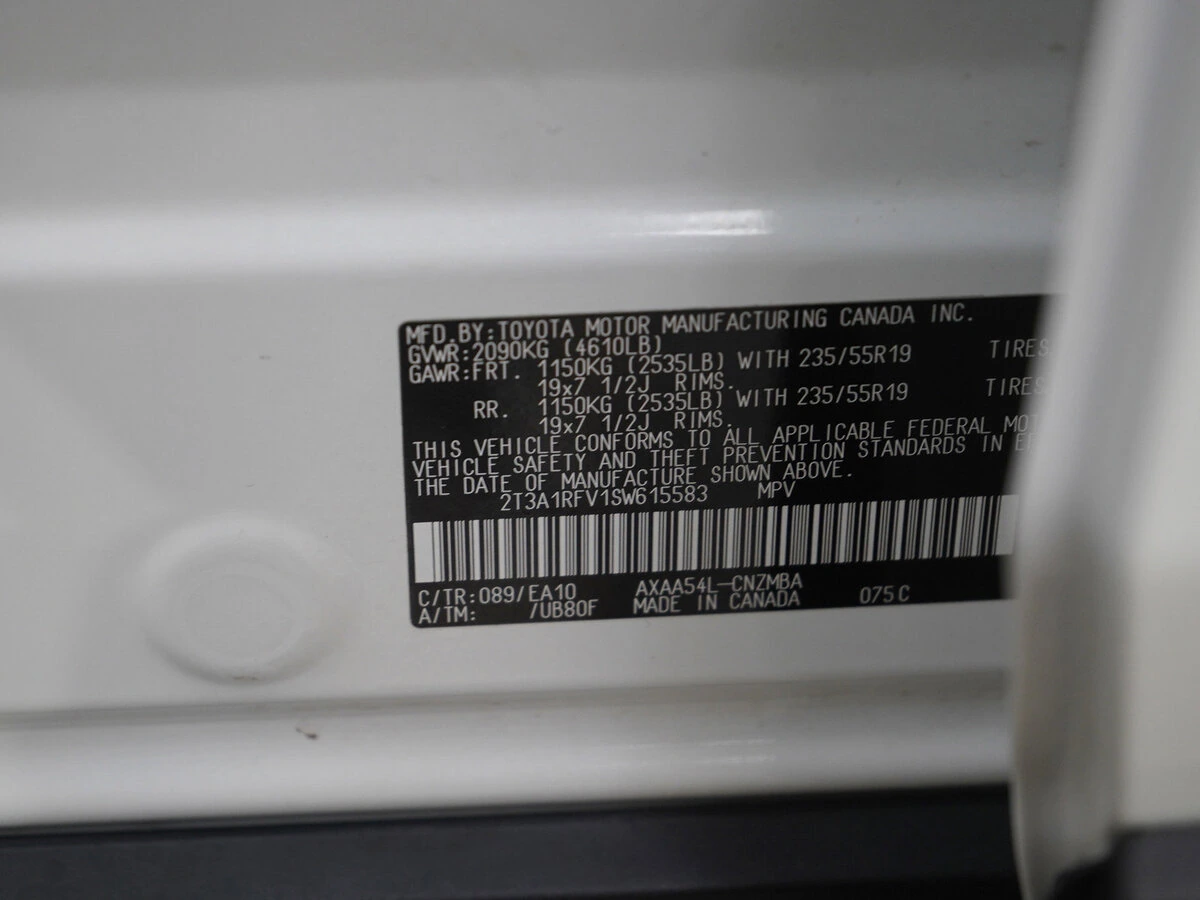 MFD.BY:TOYOTA MOTOR MANUFACTURING CANADA INC.
GVWR:2090KG (4610LB)
GAWR:FRT. 1150KG (2535LB) WITH 235/55R19 TIRES
19x7 1/2J RIMS.
RR. 1150KG (2535LB) WITH 235/55R19 TIRES
19x7 1/2J RIMS.
THIS VEHICLE CONFORMS TO ALL APPLICABLE FEDERAL
VEHICLE SAFETY AND THEFT PREVENTION STANDARDS IN
THE DATE OF MANUFACTURE SHOWN ABOVE.
2T3A1RFV1SW615583 MPV
C/TR:089/EA10 AXAA54L-CNZMBA 075C
A/TM: /UB80F MADE IN CANADA